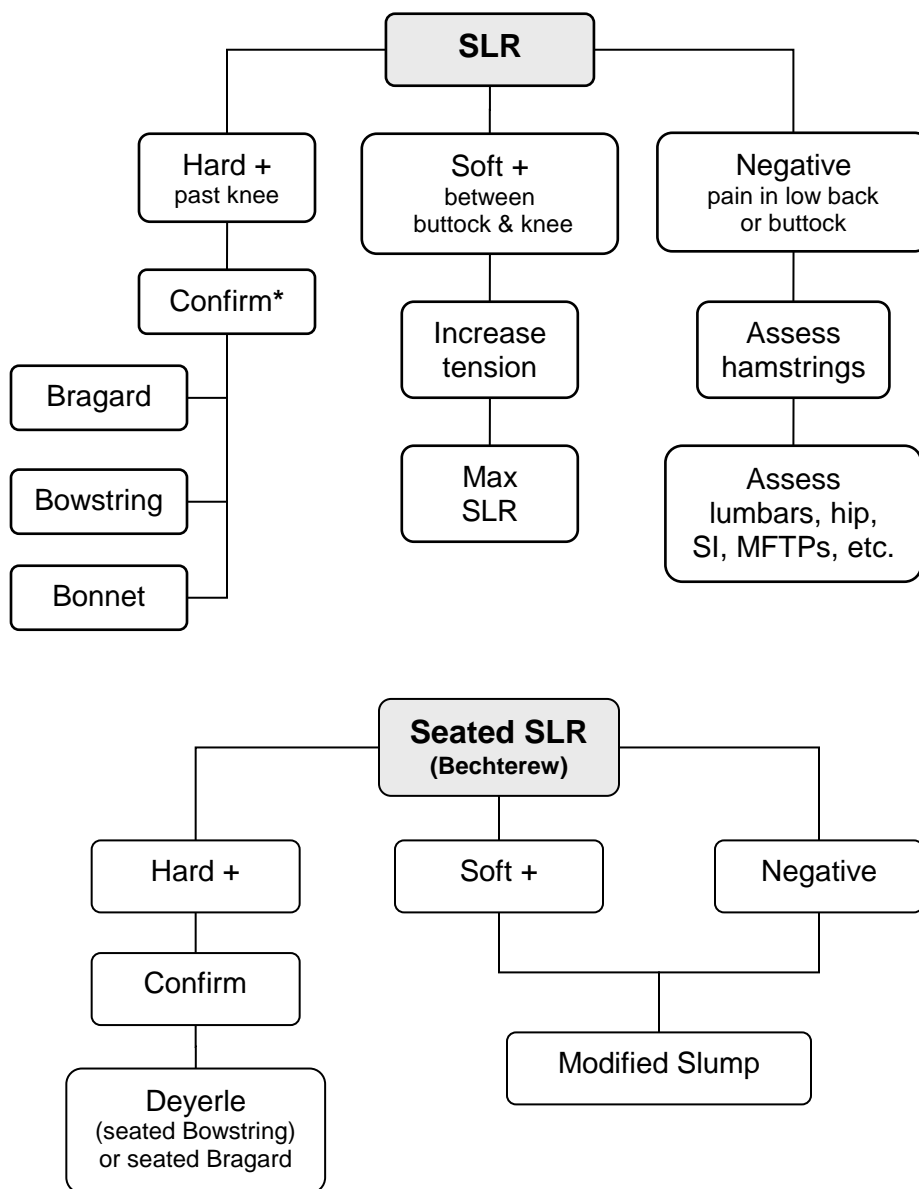 SLR
Hard +
past knee
Soft +
between
buttock & knee
Negative
pain in low back
or buttock
Confirm*
Increase
tension
Assess
hamstrings
Bragard
Bowstring
Bonnet
Max
SLR
Assess
lumbars, hip,
SI, MFTPs, etc.
Seated SLR
(Bechterew)
Hard +
Soft +
Negative
Confirm
Modified Slump
Deyerle
(seated Bowstring)
or seated Bragard